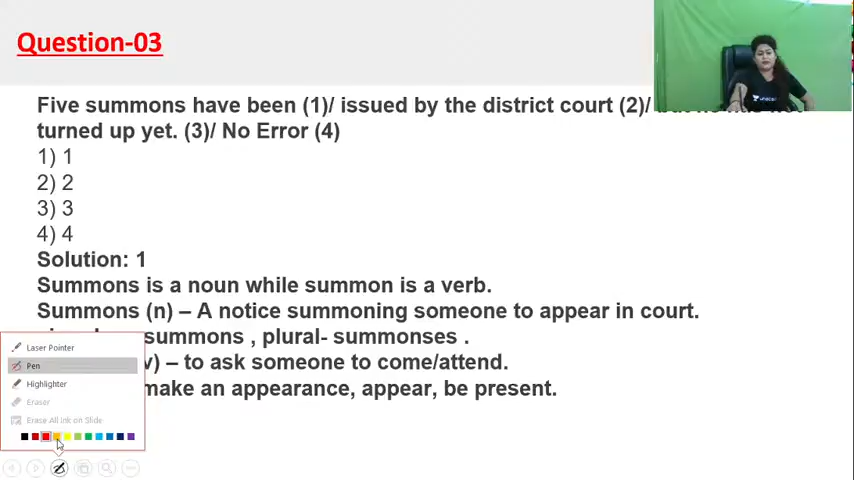 Question-03
Five summons have been (1)/ issued by the district court (2)/
turned up yet. (3)/ No Error (4)
1) 1
2) 2
3) 3
4) 4
Solution: 1
Summons is a noun while summon is a verb.
Summons (n) – A notice summoning someone to appear in court.
summons , plural- summonses .
v) – to ask someone to come/attend.
make an appearance, appear, be present.
Laser Pointer
Pen
Highlighter
Eraser
Erase All Ink on Slide